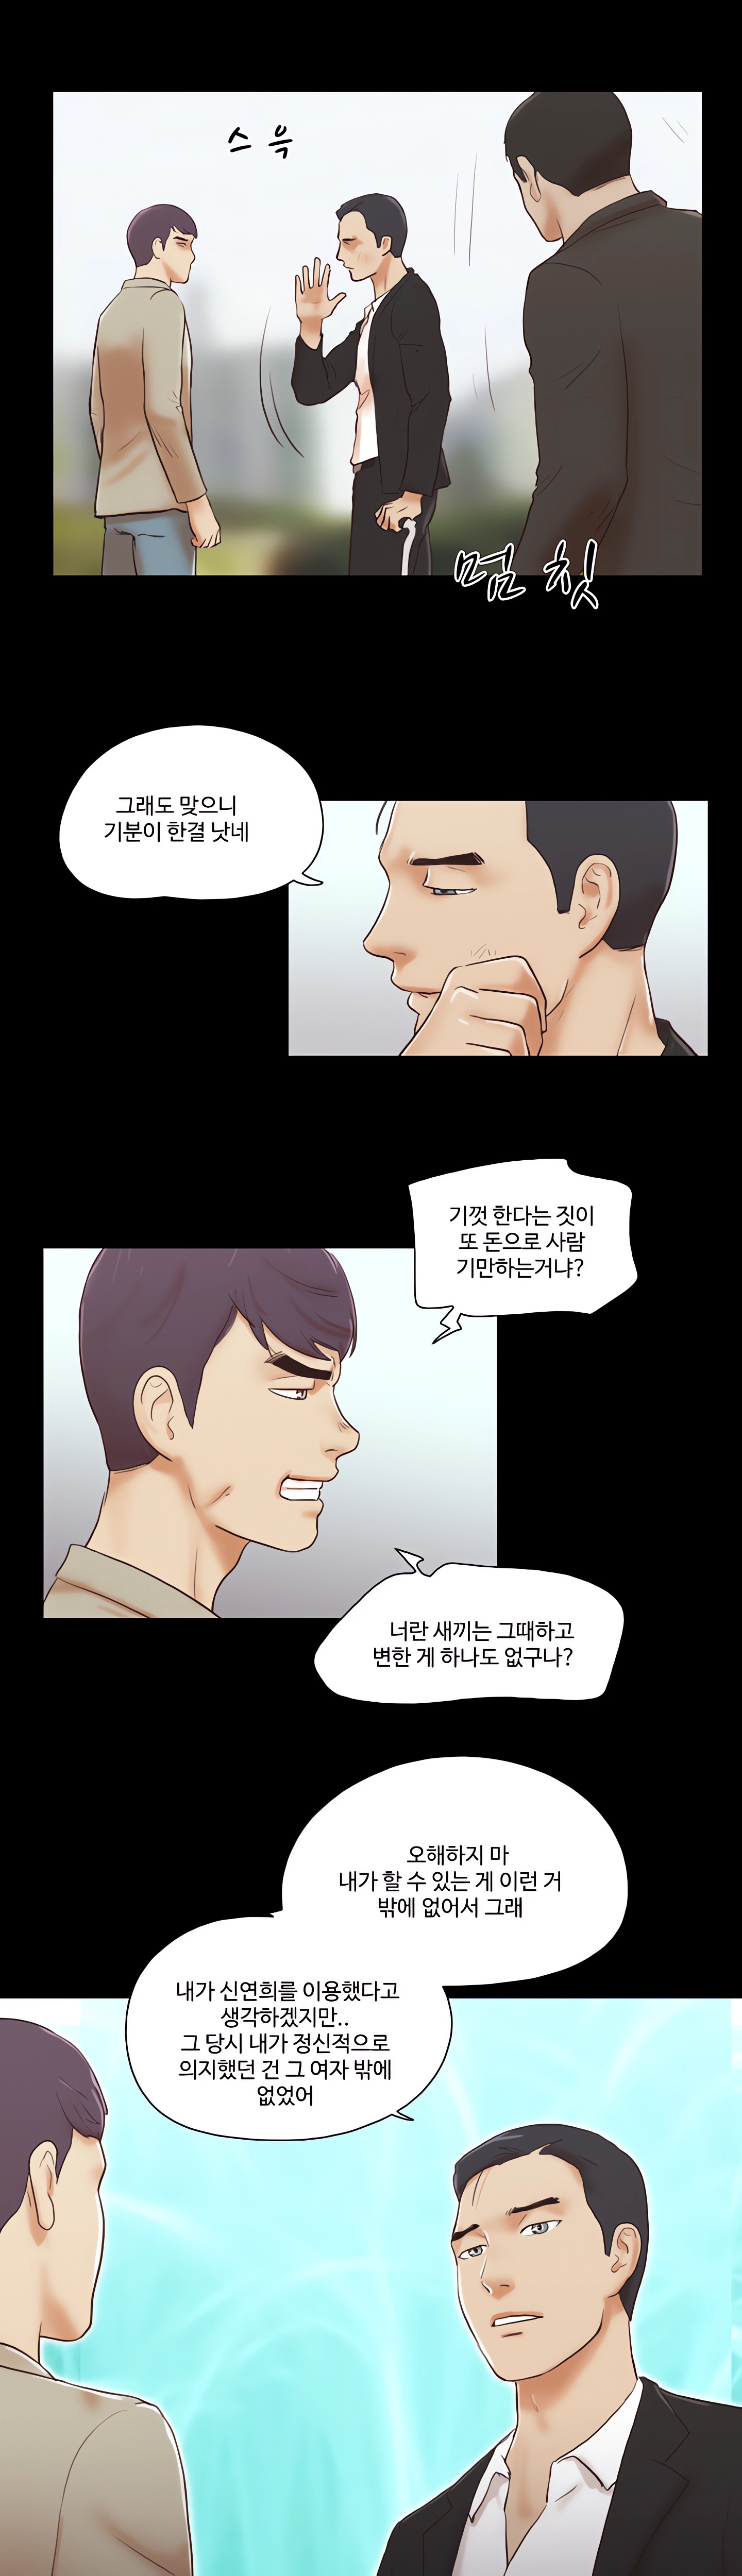 스윽
멈칫
그래도 맞으니
기분이 한결 낫네
기껏 한다는 짓이
또 돈으로 사람
기만하는거냐?
너란 새끼는 그때하고
변한 게 하나도 없구나?
오해하지 마
내가 할 수 있는 게 이런 거
밖에 없어서 그래
내가 신연희를 이용했다고
생각하겠지만..
그 당시 내가 정신적으로
의지했던 건 그 여자 밖에
없었어